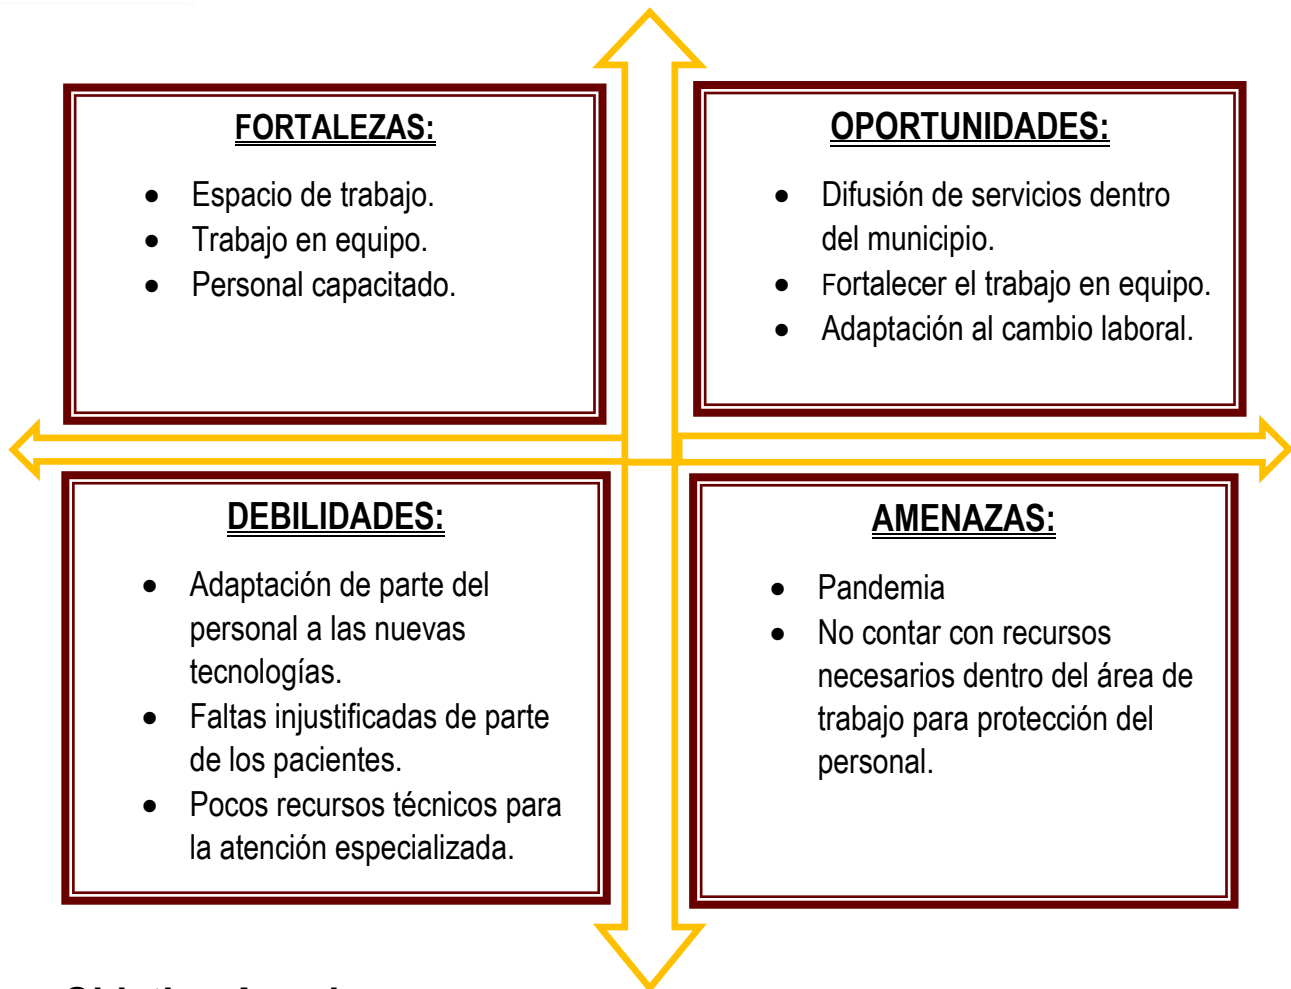 FORTALEZAS:
• Espacio de trabajo.
• Trabajo en equipo.
• Personal capacitado.
OPORTUNIDADES:
• Difusión de servicios dentro
del municipio.
• Fortalecer el trabajo en equipo.
• Adaptación al cambio laboral.
DEBILIDADES:
• Adaptación de parte del
personal a las nuevas
tecnologías.
• Faltas injustificadas de parte
de los pacientes.
• Pocos recursos técnicos para
la atención especializada.
AMENAZAS:
• Pandemia
• No contar con recursos
necesarios dentro del área de
trabajo para protección del
personal.